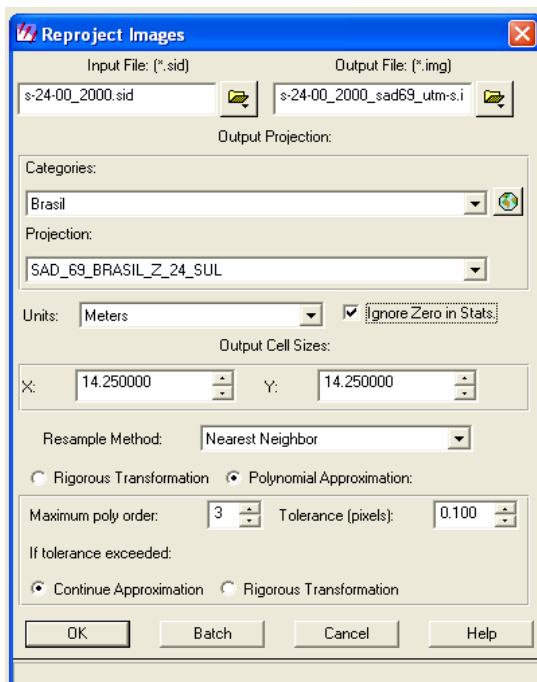 Reproject Images
Input File: (*.sid) Output File: (*.img)
s-24-00_2000.sid s-24-00_2000_sad69_utm-s.i
Output Projection:
Categories:
Brasil
Projection:
SAD_69_BRASIL_Z_24_SUL
Units: Meters Ignore Zero in Stats.
Output Cell Sizes:
X: 14.250000 Y: 14.250000
Resample Method: Nearest Neighbor
Rigorous Transformation Polynomial Approximation:
Maximum poly order: 3 Tolerance (pixels): 0.100
If tolerance exceeded:
Continue Approximation Rigorous Transformation
OK Batch Cancel Help